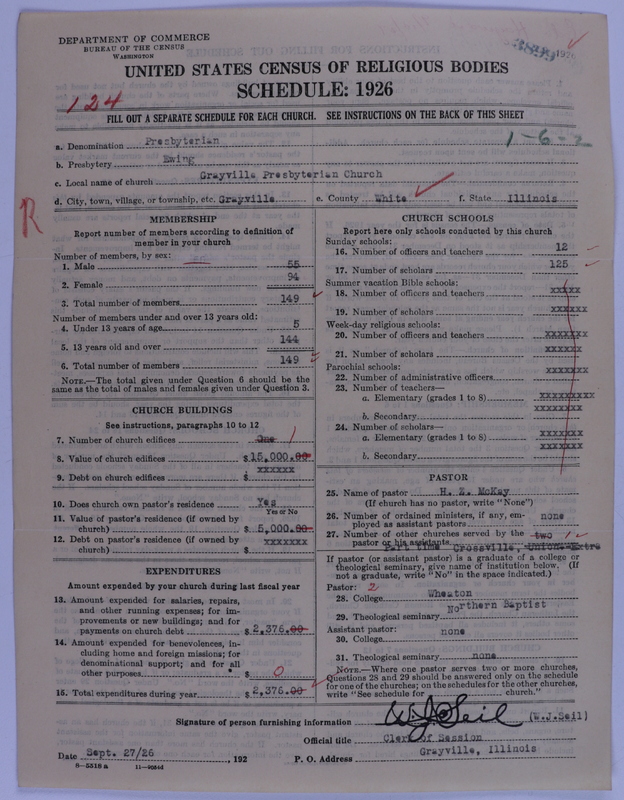 DEPARTMENT OF COMMERCE
BUREAU OF THE CENSUS
WASHINGTON
UNITED STATES CENSUS OF RELIGIOUS BODIES
SCHEDULE: 1926
124
FILL OUT A SEPARATE SCHEDULE FOR EACH CHURCH. SEE INSTRUCTIONS ON THE BACK OF THIS SHEET
1-6-2
a. Denomination Presbyterian
b. Presbytery Ewing
c. Local name of church Grayville Presbyterian Church
d. City, town, village, or township, etc. Grayville e. County White f. State Illinois
R
MEMBERSHIP
Report number of members according to definition of member in your church
Number of members, by sex:
1. Male 55
2. Female 94
3. Total number of members 149
Number of members under and over 13 years old:
4. Under 13 years of age 5
5. 13 years old and over 144
6. Total number of members 149
NOTE.—The total given under Question 6 should be the same as the total of males and females given under Question 3.
CHURCH BUILDINGS
See instructions, paragraphs 10 to 12
7. Number of church edifices One 1
8. Value of church edifices $15,000.00
9. Debt on church edifices $ xxxxxx
10. Does church own pastor's residence Yes
Yes or No
11. Value of pastor's residence (if owned by church) $ 5,000.00
12. Debt on pastor's residence (if owned by church) $ xxxxxxx
EXPENDITURES
Amount expended by your church during last fiscal year
13. Amount expended for salaries, repairs, and other running expenses; for improvements or new buildings; and for payments on church debt $2,376.00
14. Amount expended for benevolences, including home and foreign missions; for denominational support; and for all other purposes $ 0
15. Total expenditures during year $2,376.00
CHURCH SCHOOLS
Report here only schools conducted by this church
Sunday schools:
16. Number of officers and teachers 12
17. Number of scholars 125
Summer vacation Bible schools:
18. Number of officers and teachers xxxxx
19. Number of scholars xxxxxx
Week-day religious schools:
20. Number of officers and teachers xxxxxxx
21. Number of scholars xxxxxx
Parochial schools:
22. Number of administrative officers xxxxxxx
23. Number of teachers—
a. Elementary (grades 1 to 8) xxxxxxxxx
b. Secondary xxxxxxxx
24. Number of scholars—
a. Elementary (grades 1 to 8) xxxxxxxx
b. Secondary xxxxxxxx
PASTOR
25. Name of pastor H. E. McKay
(If church has no pastor, write "None")
26. Number of ordained ministers, if any, employed as assistant pastors none
27. Number of other churches served by the pastor or his assistants two 1
Part time Crossville, Union. Extra
If pastor (or assistant pastor) is a graduate of a college or theological seminary, give name of institution below. (If not a graduate, write "No" in the space indicated.)
Pastor: 2
28. College Wheaton
29. Theological seminary Northern Baptist
Assistant pastor:
30. College none
31. Theological seminary none
NOTE.—Where one pastor serves two or more churches, Questions 28 and 29 should be answered only on the schedule for one of the churches; on the schedules for the other churches, write "See schedule for church."
Signature of person furnishing information W J Seil (W.J.Seil)
Official title Clerk of Session
Date Sept. 27/26, 192 P. O. Address Grayville, Illinois
8—5318 a 11—9054d